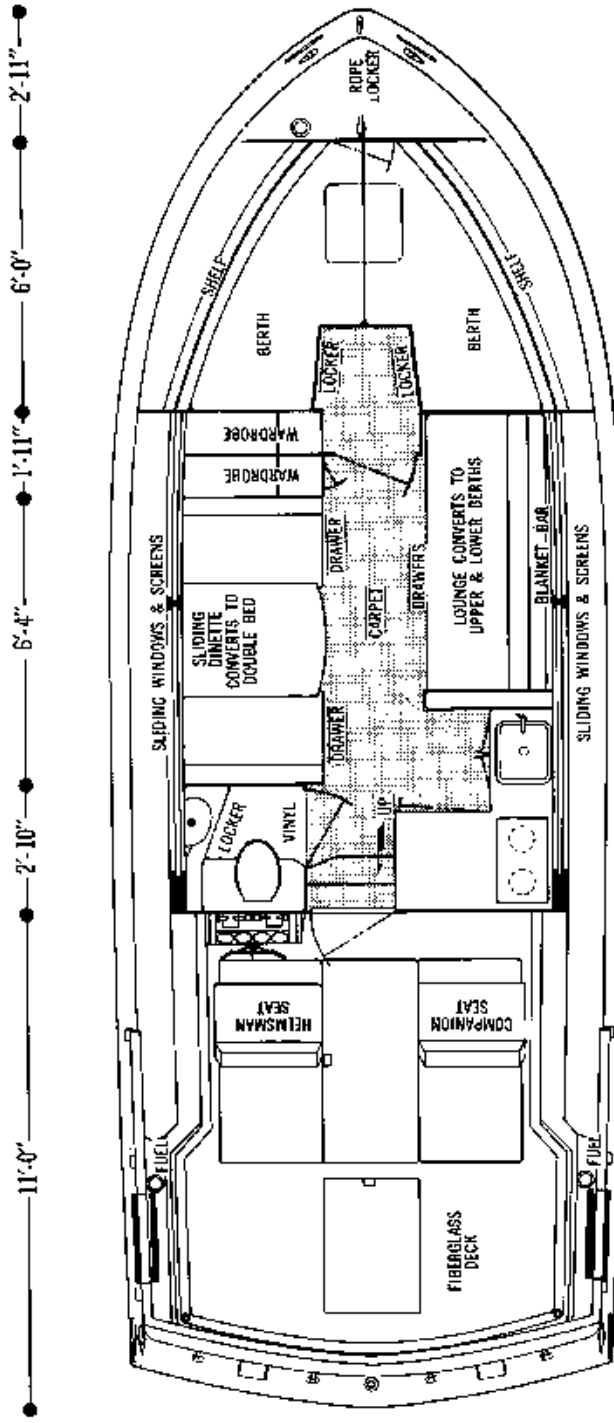 2'-11"
6'-0"
1'-11"
6'-4"
2'-10"
11'-0"
ROPE
LOCKER
SHELF
SHELF
BERTH
BERTH
LOCKER
LOCKER
WARDROBE
WARDROBE
SLIDING WINDOWS & SCREENS
SLIDING
DINETTE
CONVERTS TO
DOUBLE BED
DRAWER
DRAWER
CARPET
DRAWERS
LOUNGE CONVERTS TO
UPPER & LOWER BERTHS
BLANKET-BAR
SLIDING WINDOWS & SCREENS
LOCKER
VINYL
UP
HELMSMAN
SEAT
COMPANION
SEAT
FUEL
FUEL
FIBERGLASS
DECK